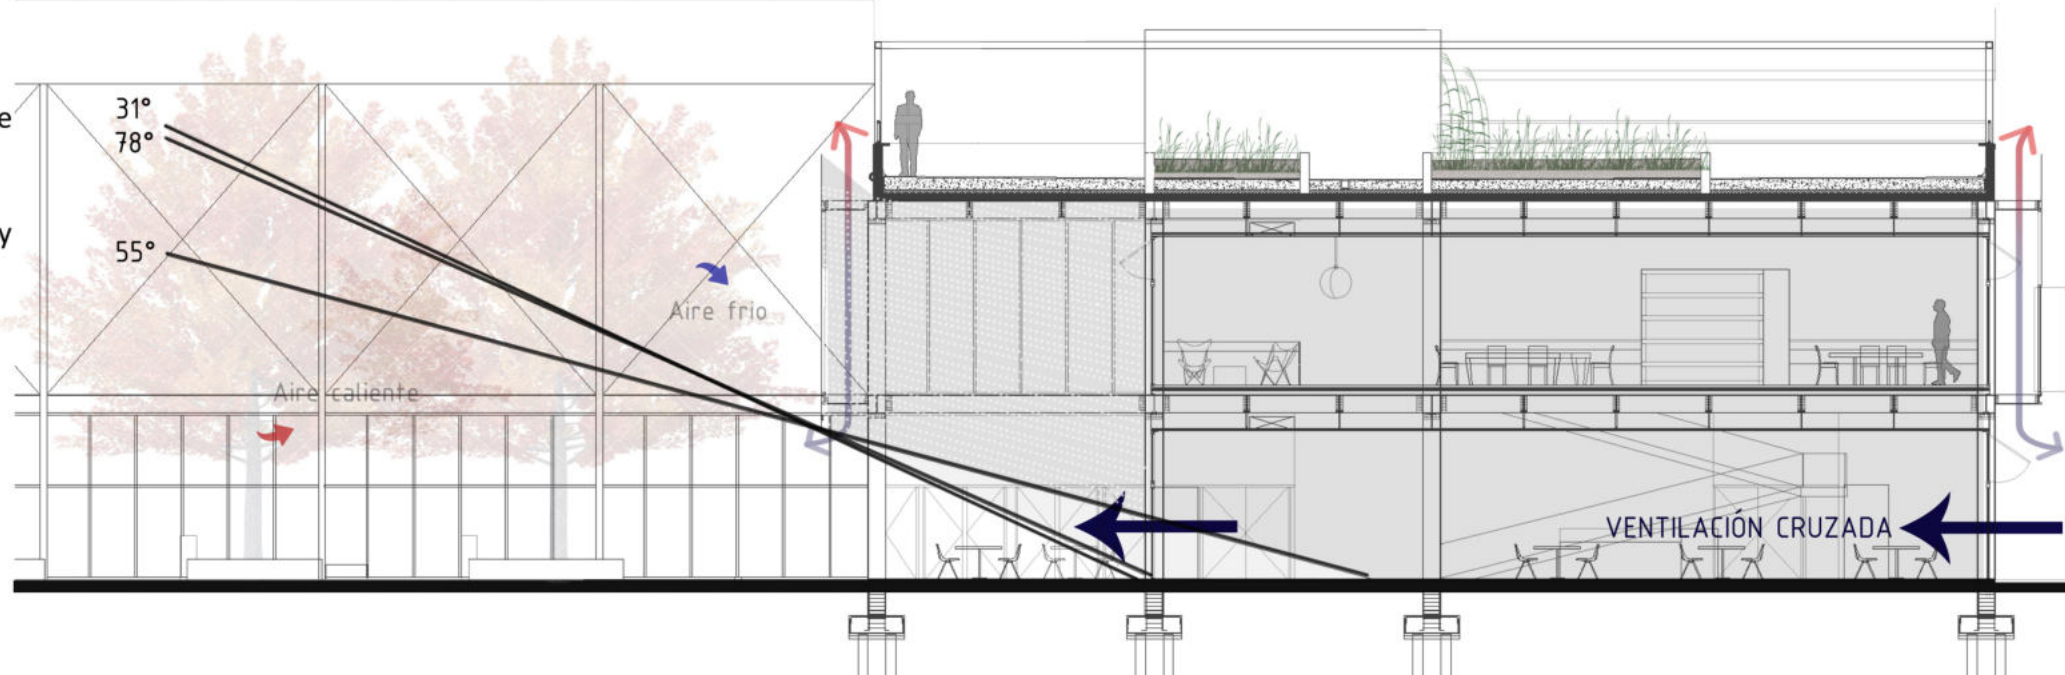 e
31°
78°
y
55°
Aire frio
Aire caliente
VENTILACIÓN CRUZADA